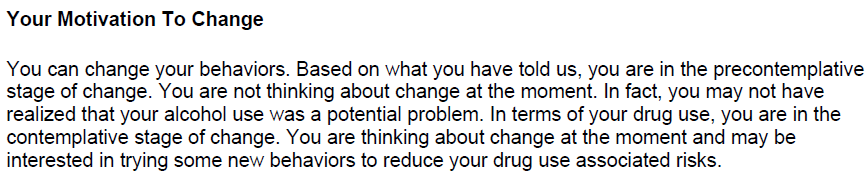 Your Motivation To Change
You can change your behaviors. Based on what you have told us, you are in the precontemplative
stage of change. You are not thinking about change at the moment. In fact, you may not have
realized that your alcohol use was a potential problem. In terms of your drug use, you are in the
contemplative stage of change. You are thinking about change at the moment and may be
interested in trying some new behaviors to reduce your drug use associated risks.